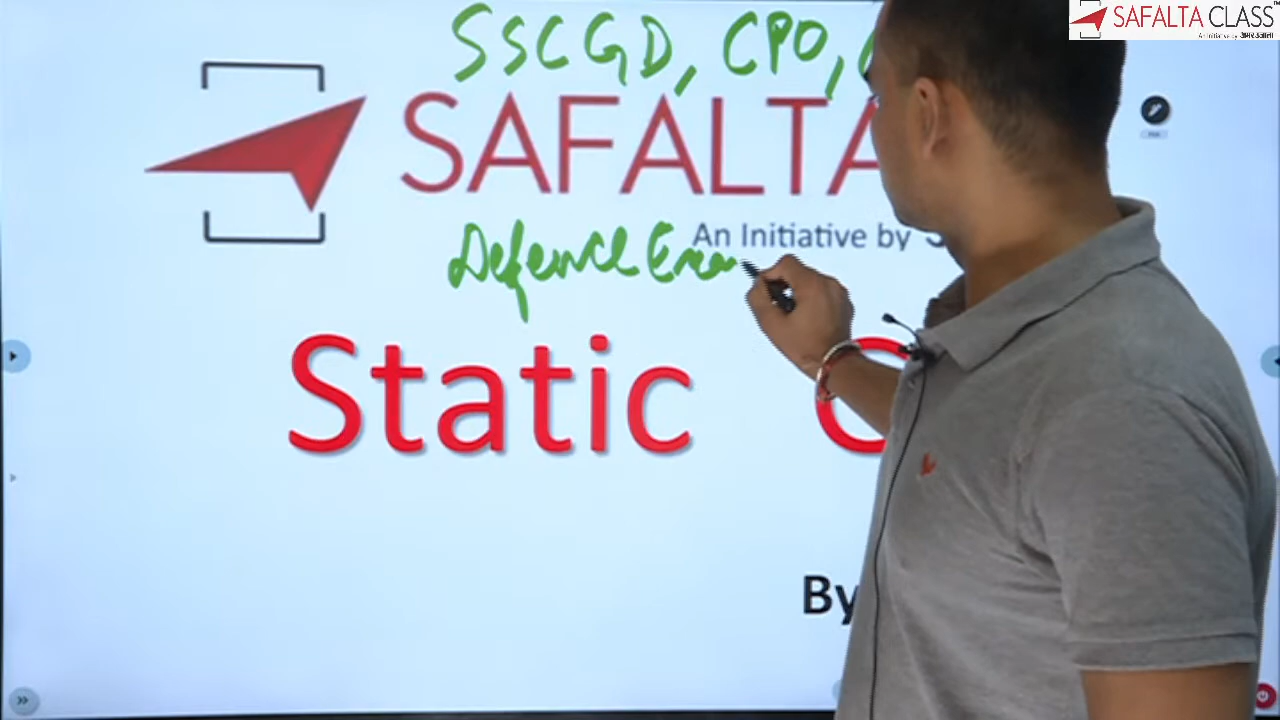 SSCGD, CPO,
SAFALTA CLASS
SAFALTA
An Initiative by
Defence
Static
By